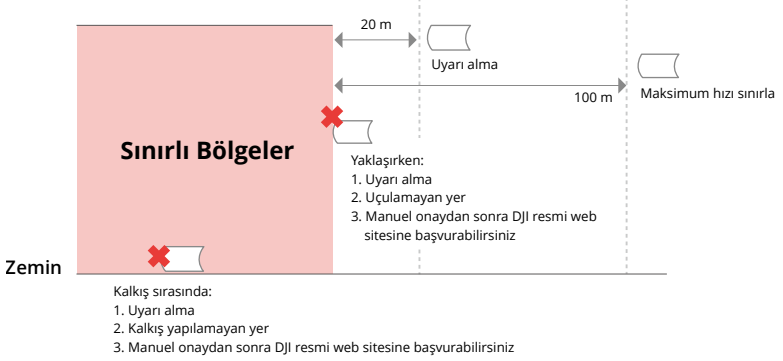 20 m
Uyarı alma
100 m
Maksimum hızı sınırla
Sınırlı Bölgeler
Yaklaşırken:
1. Uyarı alma
2. Uçulamayan yer
3. Manuel onaydan sonra DJI resmi web
sitesine başvurabilirsiniz
Zemin
Kalkış sırasında:
1. Uyarı alma
2. Kalkış yapılamayan yer
3. Manuel onaydan sonra DJI resmi web sitesine başvurabilirsiniz